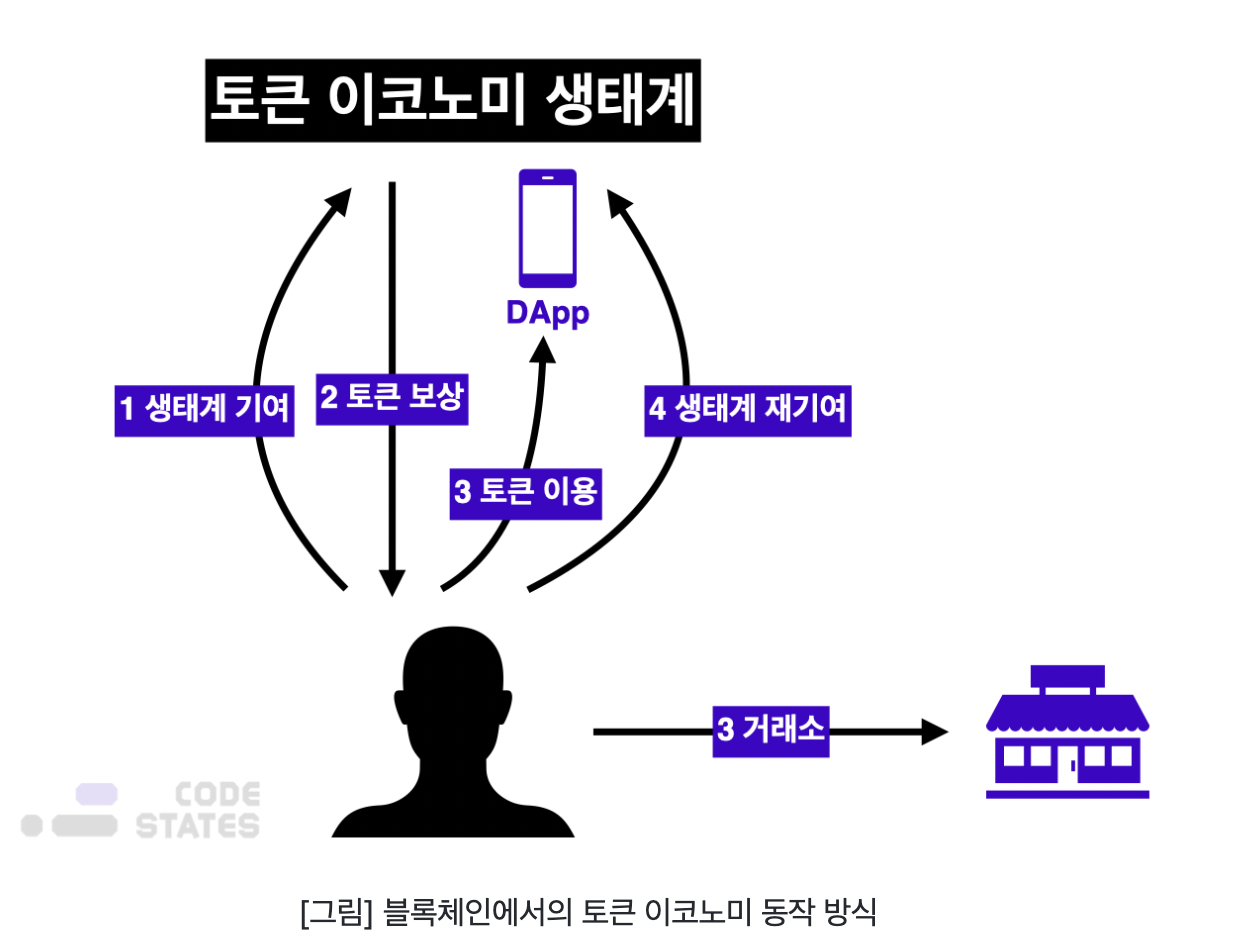 토큰 이코노미 생태계
DApp
1 생태계 기여
2 토큰 보상
3 토큰 이용
4 생태계 재기여
3 거래소
CODE
STATES
[그림] 블록체인에서의 토큰 이코노미 동작 방식